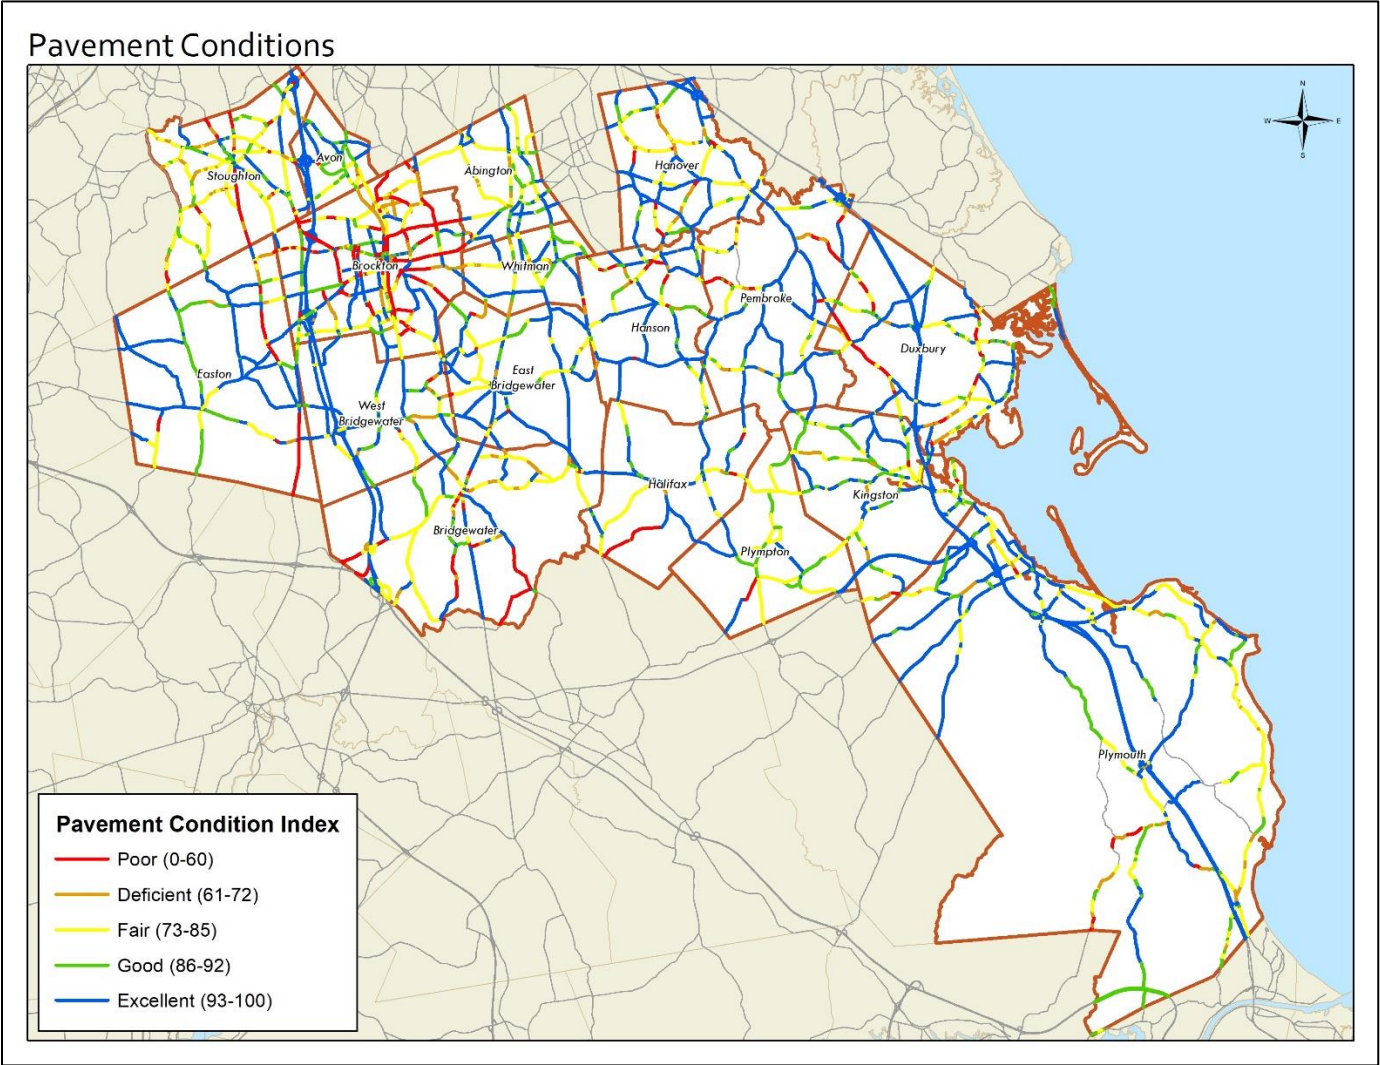 Pavement Conditions
N
W E
S
Avon
Stoughton
Abington
Hanover
Brockton
Whitman
Pembroke
Hanson
Duxbury
Easton
East
Bridgewater
West
Bridgewater
Halifax
Kingston
Bridgewater
Plympton
Plymouth
Pavement Condition Index
Poor (0-60)
Deficient (61-72)
Fair (73-85)
Good (86-92)
Excellent (93-100)